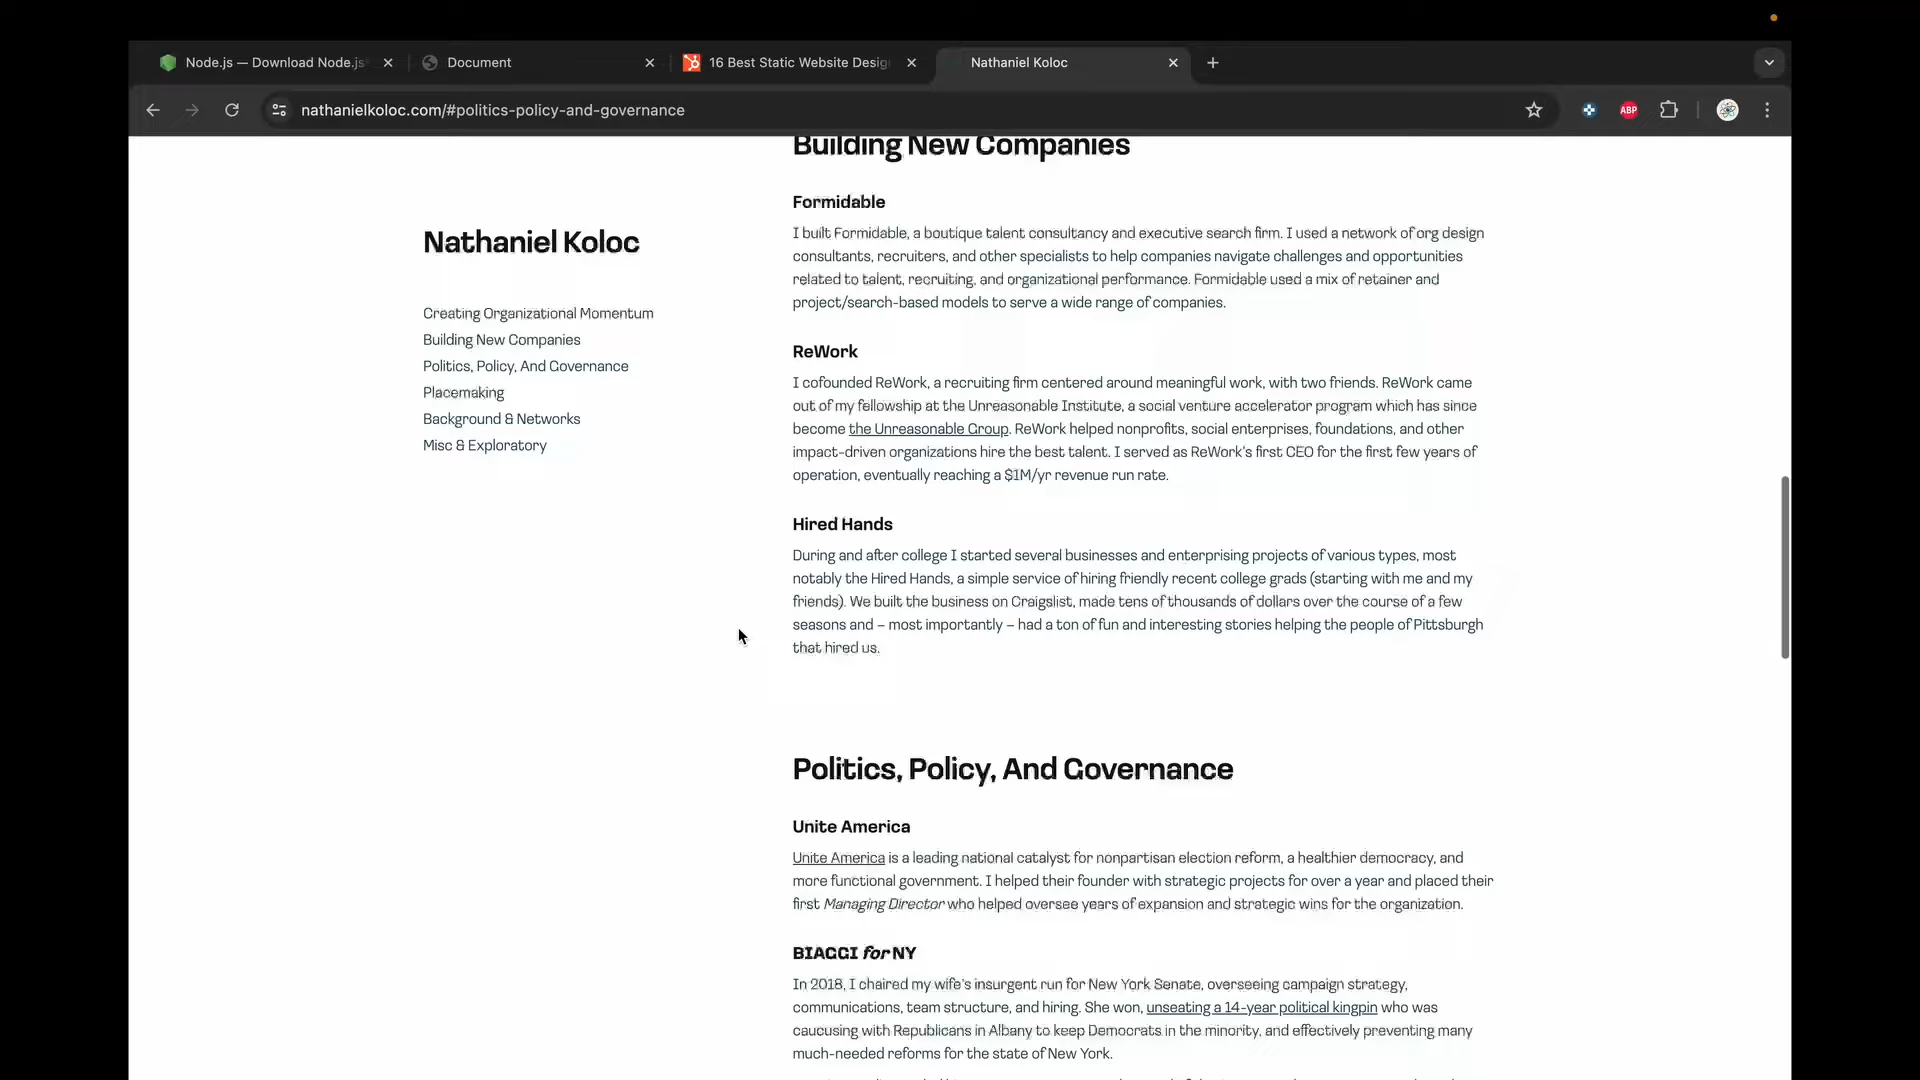 Node.js — Download Node.js
Document
16 Best Static Website Desig
Nathaniel Koloc
nathanielkoloc.com/#politics-policy-and-governance
ABP
Nathaniel Koloc
Creating Organizational Momentum
Building New Companies
Politics, Policy, And Governance
Placemaking
Background & Networks
Misc & Exploratory
Building New Companies
Formidable
I built Formidable, a boutique talent consultancy and executive search firm. I used a network of org design
consultants, recruiters, and other specialists to help companies navigate challenges and opportunities
related to talent, recruiting, and organizational performance. Formidable used a mix of retainer and
project/search-based models to serve a wide range of companies.
ReWork
I cofounded ReWork, a recruiting firm centered around meaningful work, with two friends. ReWork came
out of my fellowship at the Unreasonable Institute, a social venture accelerator program which has since
become the Unreasonable Group. ReWork helped nonprofits, social enterprises, foundations, and other
impact-driven organizations hire the best talent. I served as ReWork's first CEO for the first few years of
operation, eventually reaching a $1M/yr revenue run rate.
Hired Hands
During and after college I started several businesses and enterprising projects of various types, most
notably the Hired Hands, a simple service of hiring friendly recent college grads (starting with me and my
friends). We built the business on Craigslist, made tens of thousands of dollars over the course of a few
seasons and – most importantly – had a ton of fun and interesting stories helping the people of Pittsburgh
that hired us.
Politics, Policy, And Governance
Unite America
Unite America is a leading national catalyst for nonpartisan election reform, a healthier democracy, and
more functional government. I helped their founder with strategic projects for over a year and placed their
first Managing Director who helped oversee years of expansion and strategic wins for the organization.
BIAGGI for NY
In 2018, I chaired my wife's insurgent run for New York Senate, overseeing campaign strategy,
communications, team structure, and hiring. She won, unseating a 14-year political kingpin who was
caucusing with Republicans in Albany to keep Democrats in the minority, and effectively preventing many
much-needed reforms for the state of New York.